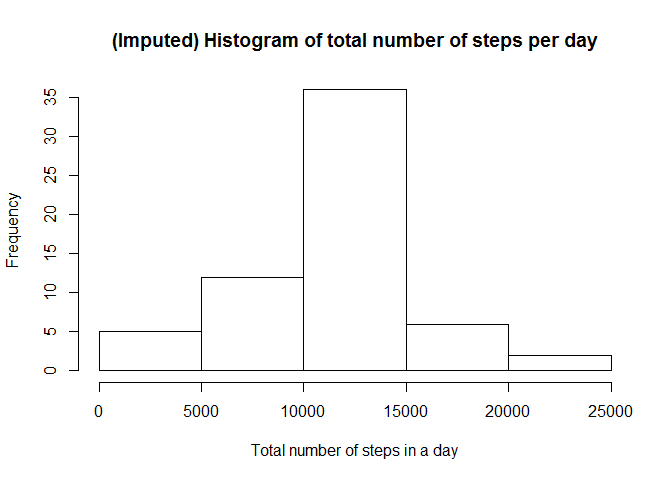 (Imputed) Histogram of total number of steps per day
Frequency
35
30
25
20
15
10
5
0
0 5000 10000 15000 20000 25000
Total number of steps in a day